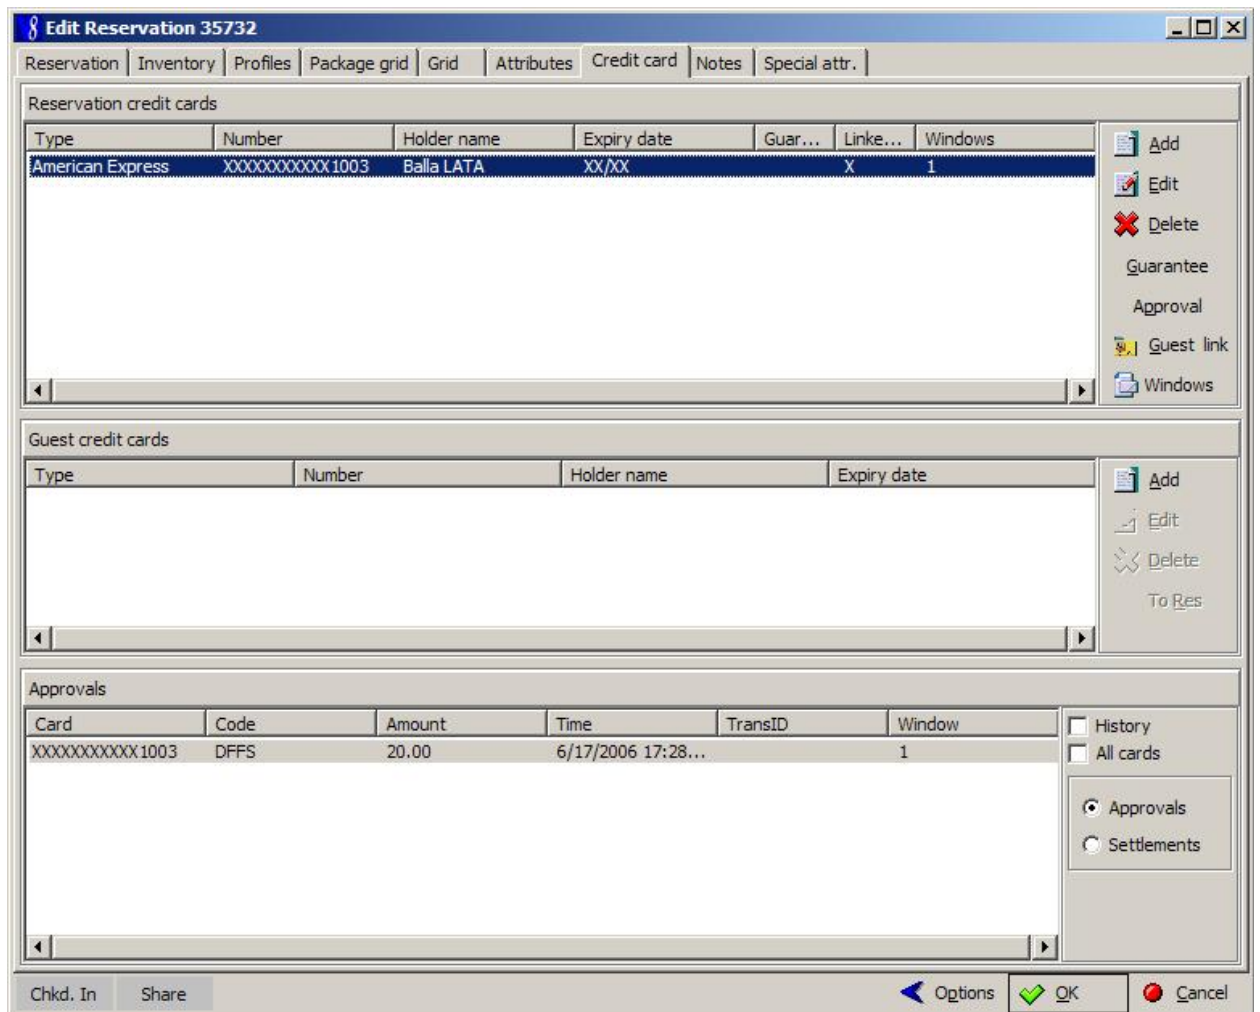 Edit Reservation 35732
Reservation Inventory Profiles Package grid Grid Attributes Credit card Notes Special attr.
Reservation credit cards
Type Number Holder name Expiry date Guar... Linke... Windows
American Express XXXXXXXXXXX1003 Balla LATA XX/XX X 1
Add
Edit
Delete
Guarantee
Approval
Guest link
Windows
Guest credit cards
Type Number Holder name Expiry date
Add
Edit
Delete
To Res
Approvals
Card Code Amount Time TransID Window
XXXXXXXXXXX1003 DFFS 20.00 6/17/2006 17:28... 1
History
All cards
Approvals
Settlements
Chkd. In Share Options OK Cancel